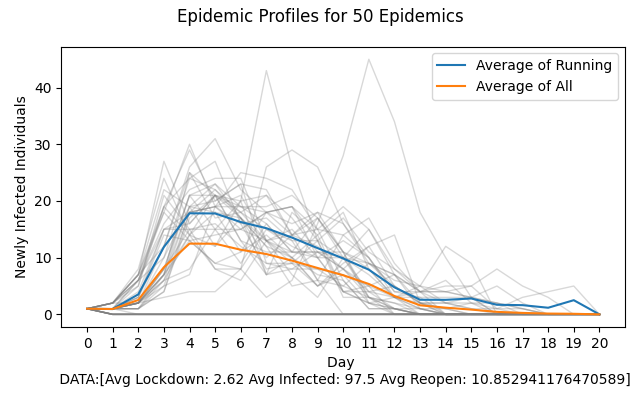 Epidemic Profiles for 50 Epidemics
Newly Infected Individuals
40
30
20
10
0
Average of Running
Average of All
0 1 2 3 4 5 6 7 8 9 10 11 12 13 14 15 16 17 18 19 20
Day
DATA:[Avg Lockdown: 2.62 Avg Infected: 97.5 Avg Reopen: 10.852941176470589]